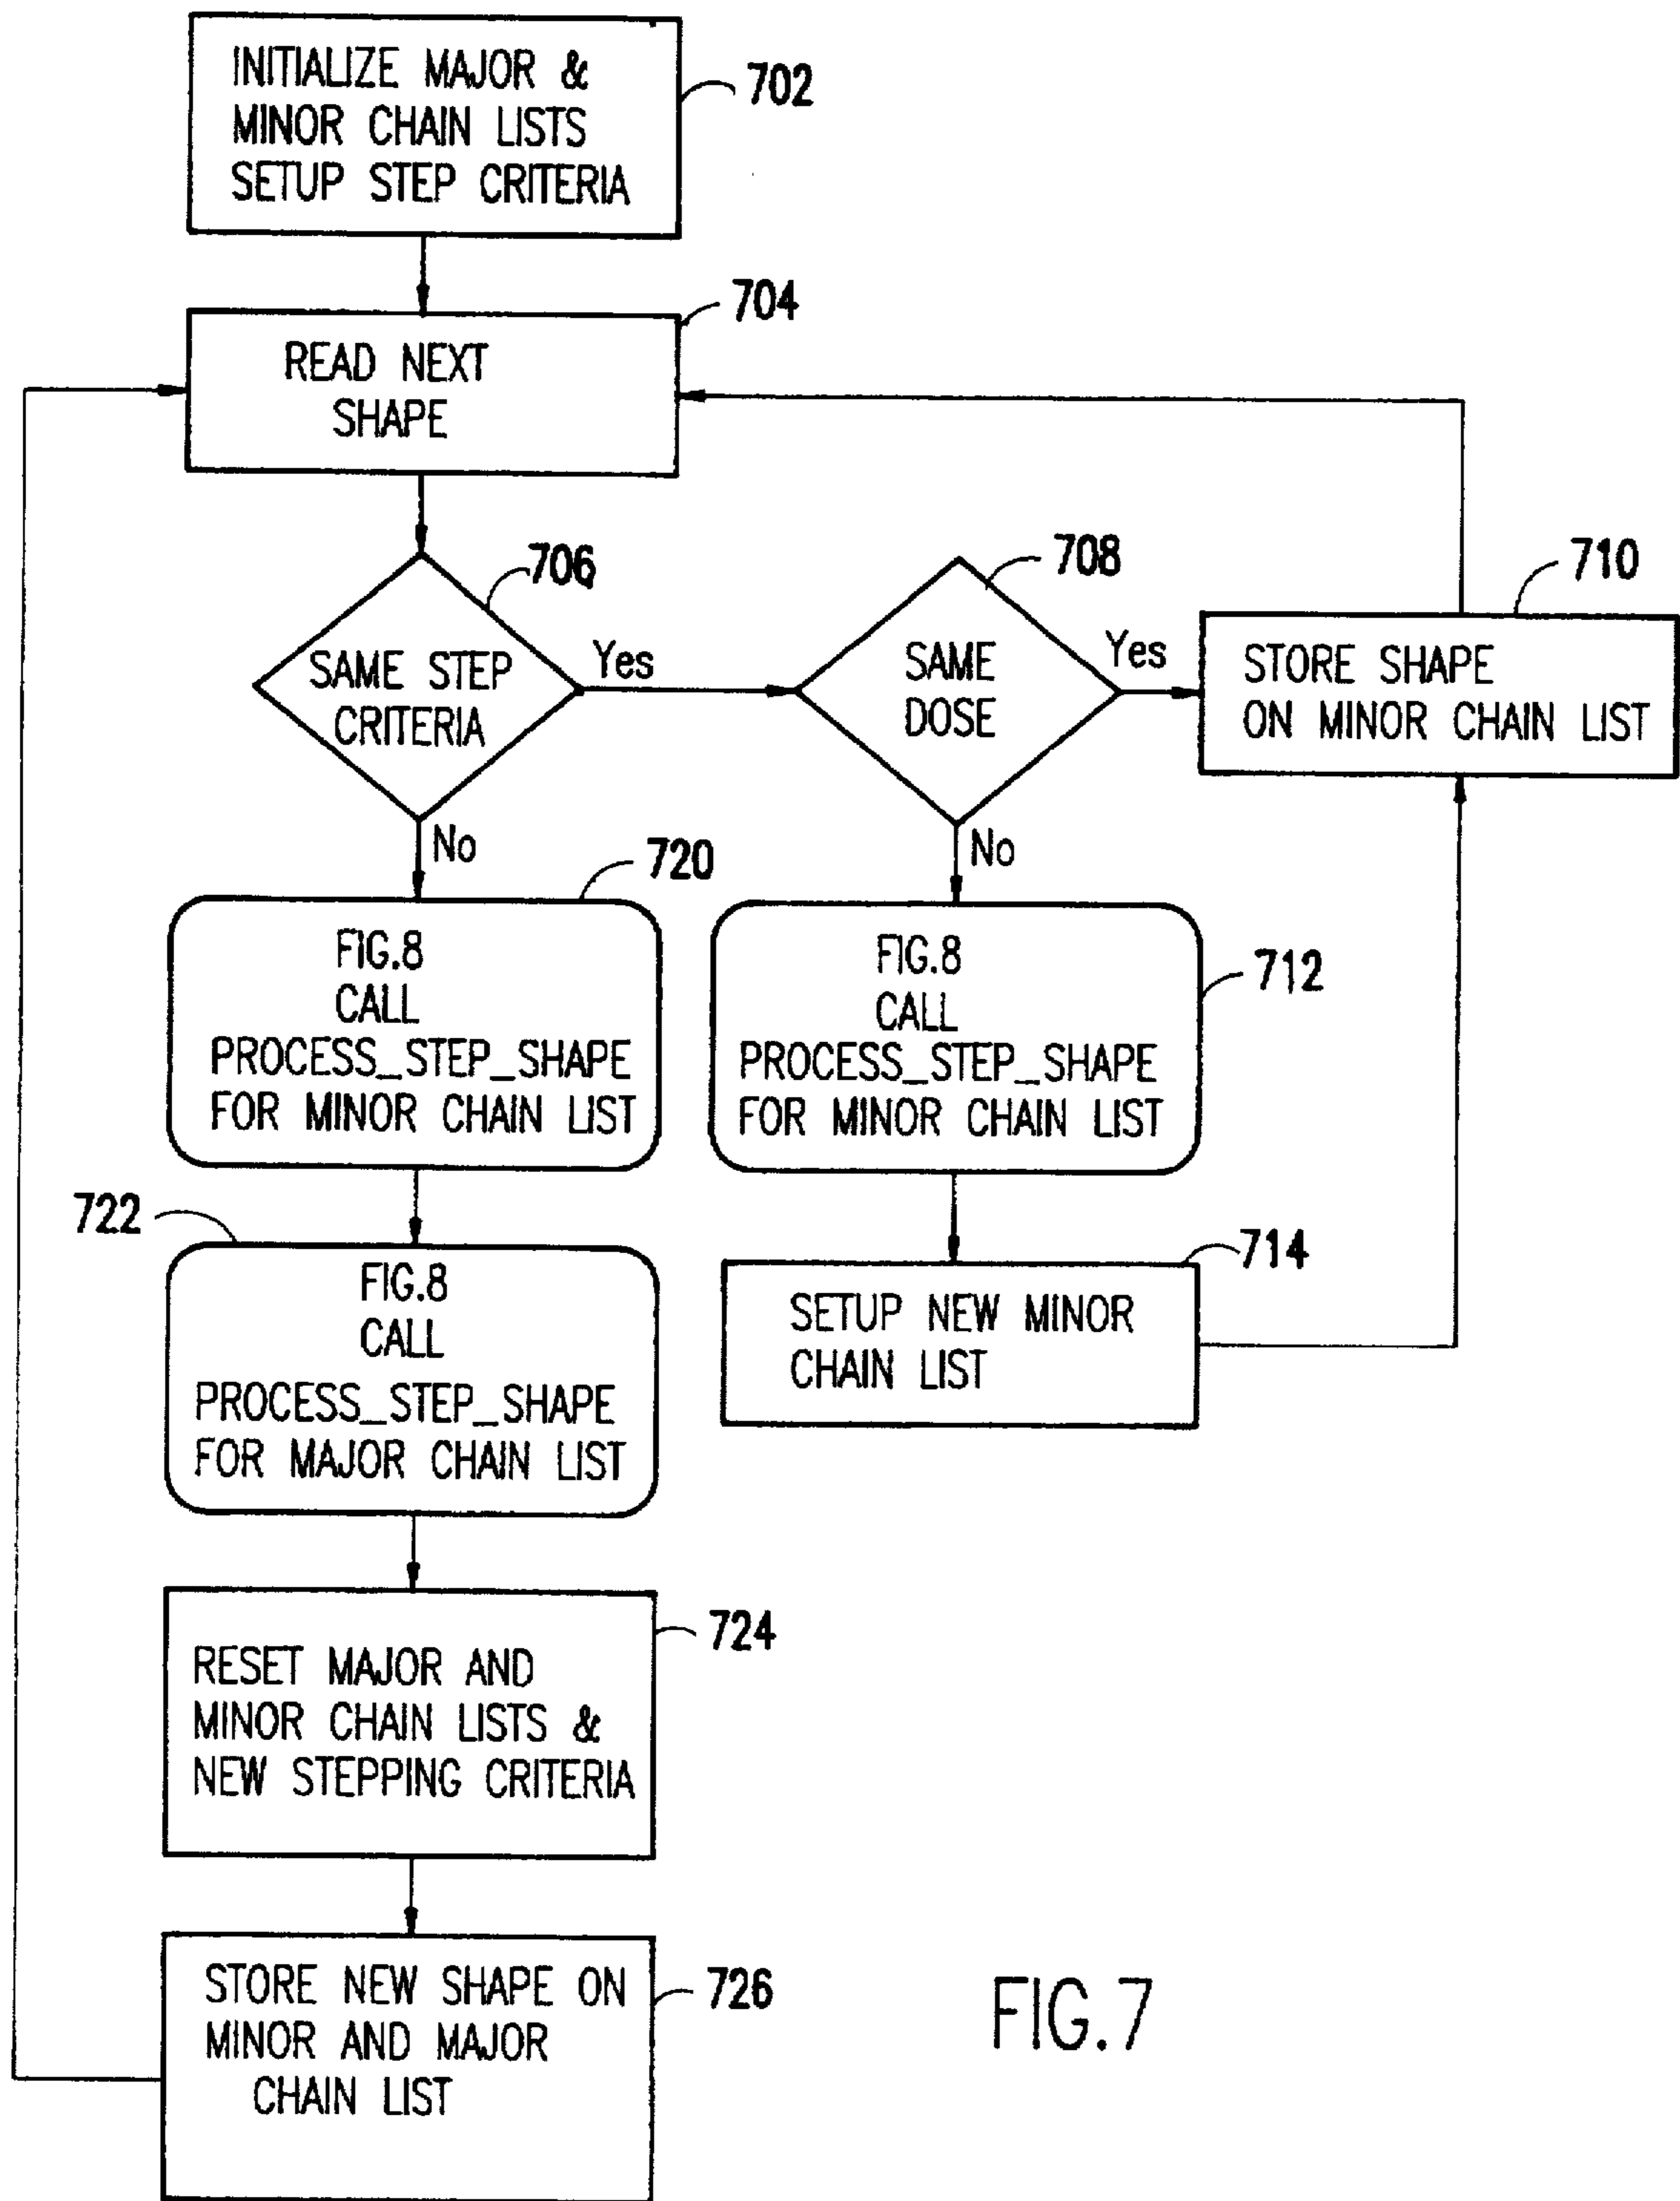 INITIALIZE MAJOR &
MINOR CHAIN LISTS
SETUP STEP CRITERIA
702
READ NEXT
SHAPE
704
SAME STEP
CRITERIA
706
Yes
No
SAME
DOSE
708
Yes
No
STORE SHAPE
ON MINOR CHAIN LIST
710
FIG.8
CALL
PROCESS_STEP_SHAPE
FOR MINOR CHAIN LIST
720
FIG.8
CALL
PROCESS_STEP_SHAPE
FOR MINOR CHAIN LIST
712
SETUP NEW MINOR
CHAIN LIST
714
FIG.8
CALL
PROCESS_STEP_SHAPE
FOR MAJOR CHAIN LIST
722
RESET MAJOR AND
MINOR CHAIN LISTS &
NEW STEPPING CRITERIA
724
STORE NEW SHAPE ON
MINOR AND MAJOR
CHAIN LIST
726
FIG.7